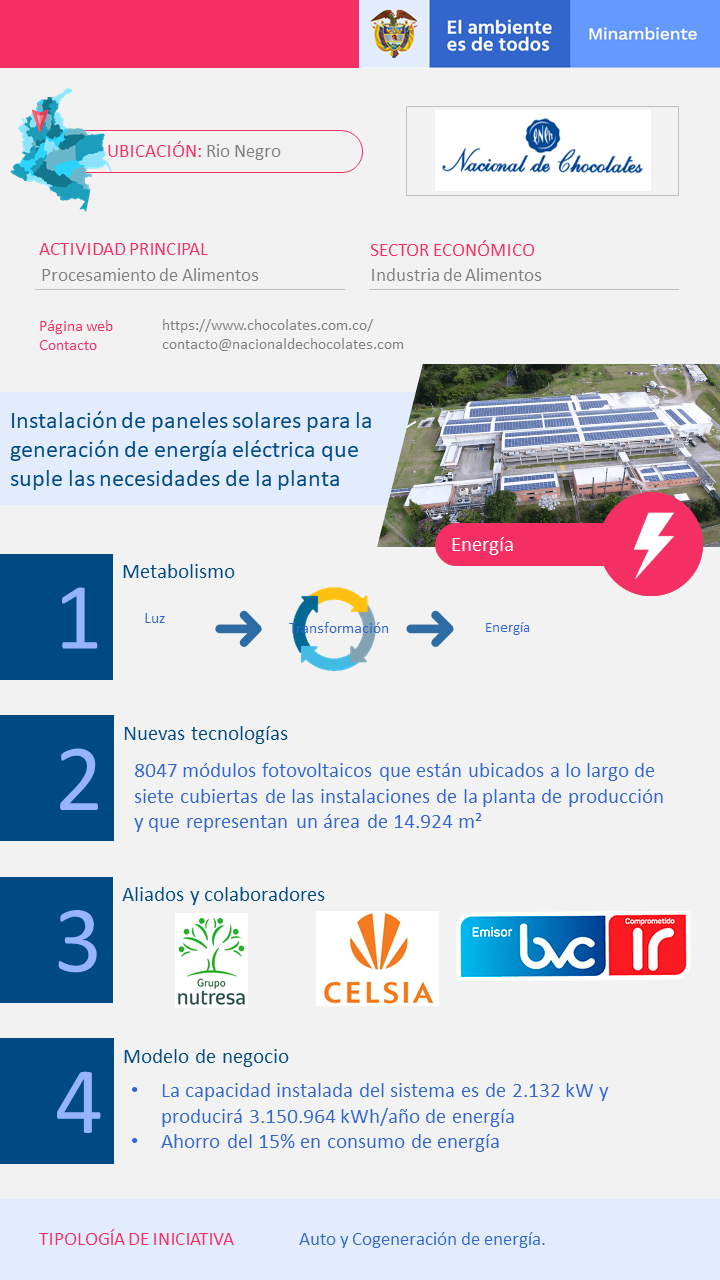 El ambiente
es de todos
Minambiente
UBICACIÓN: Rio Negro
Nacional de Chocolates
ACTIVIDAD PRINCIPAL
Procesamiento de Alimentos
SECTOR ECONÓMICO
Industria de Alimentos
Página web
https://www.chocolates.com.co/
Contacto
contacto@nacionaldechocolates.com
Instalación de paneles solares para la
generación de energía eléctrica que
suple las necesidades de la planta
Energía
1
Metabolismo
Luz
Transformación
Energía
2
Nuevas tecnologías
8047 módulos fotovoltaicos que están ubicados a lo largo de
siete cubiertas de las instalaciones de la planta de producción
y que representan un área de 14.924 m²
3
Aliados y colaboradores
Grupo
nutresa
CELSIA
Emisor
bvc
Comprometido
IR
4
Modelo de negocio
• La capacidad instalada del sistema es de 2.132 kW y
producirá 3.150.964 kWh/año de energía
• Ahorro del 15% en consumo de energía
TIPOLOGÍA DE INICIATIVA
Auto y Cogeneración de energía.